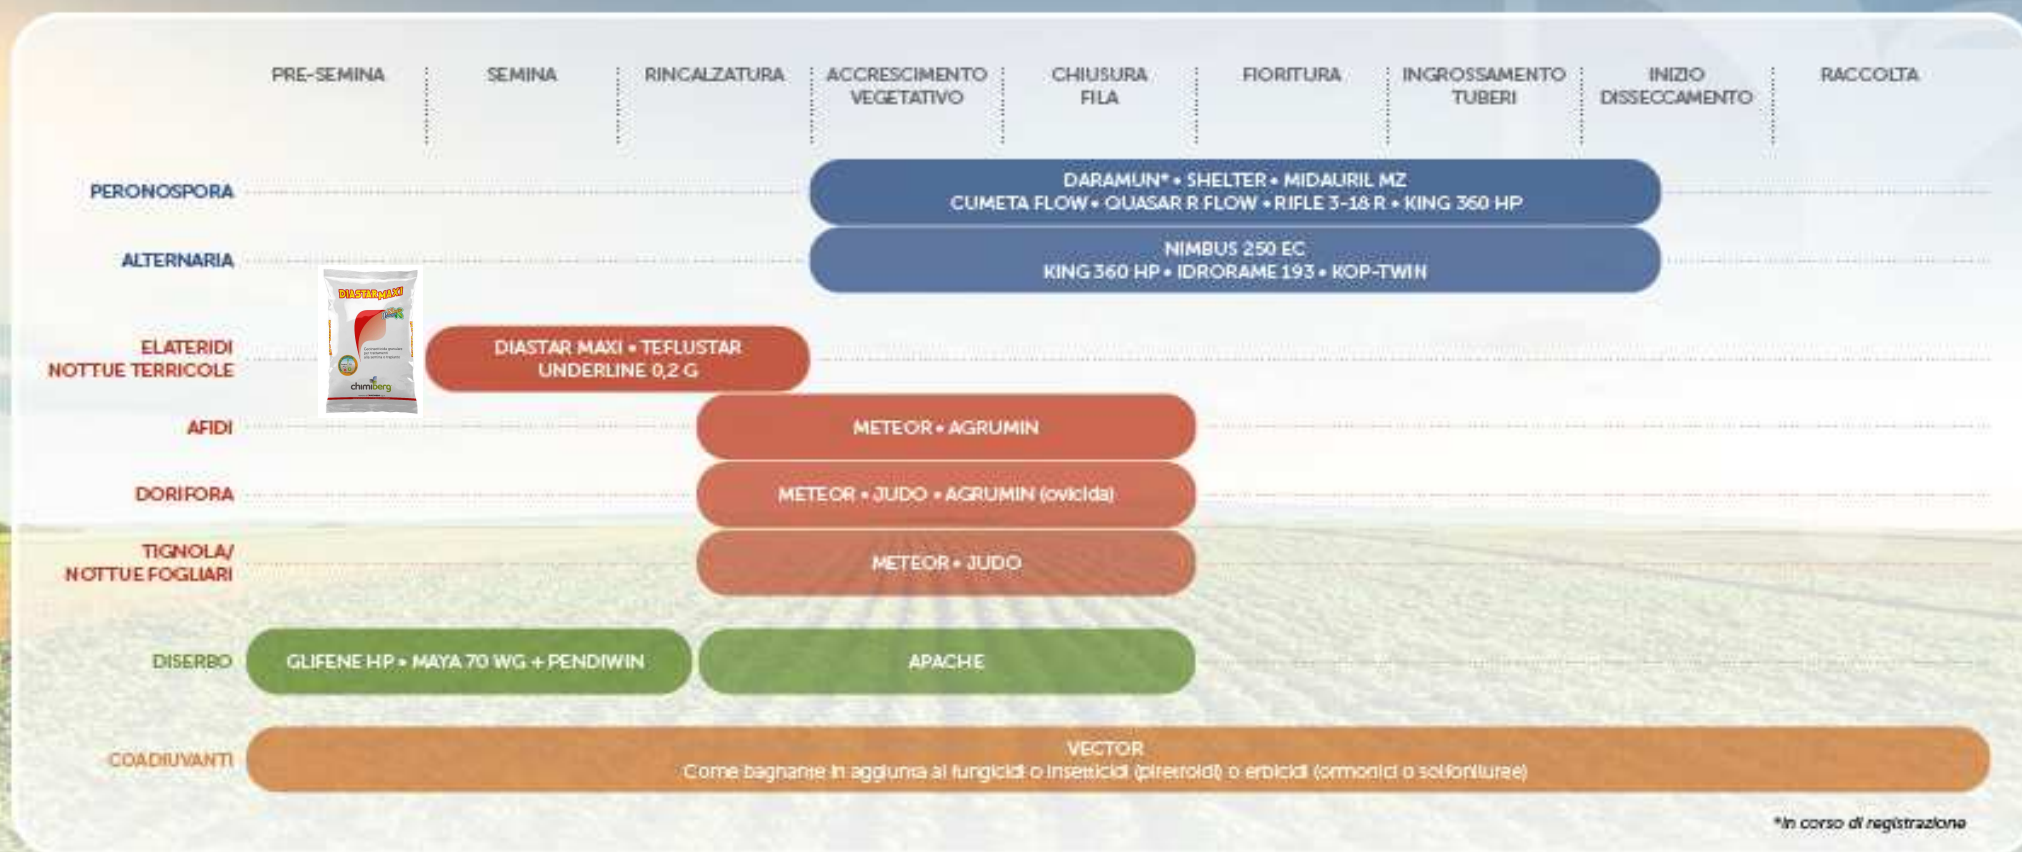 PRE-SEMINA
SEMINA
RINCALZATURA
ACCRESCIMENTO
VEGETATIVO
CHIUSURA
FILA
FIORITURA
INGROSSAMENTO
TUBERI
INIZIO
DISSECCAMENTO
RACCOLTA
PERONOSPORA
DARAMUN* • SHELTER • MIDAURIL MZ
CUMETA FLOW • QUASAR R FLOW • RIFLE 3-18 R • KING 360 HP
ALTERNARIA
NIMBUS 250 EC
KING 360 HP • IDRORAME 193 • KOP-TWIN
DIASTAR MAXI
chimiberg
ELATERIDI
NOTTUE TERRICOLE
DIASTAR MAXI • TEFLUSTAR
UNDERLINE 0,2 G
AFIDI
METEOR • AGRUMIN
DORIFORA
METEOR • JUDO • AGRUMIN (ovicida)
TIGNOLA/
NOTTUE FOGLIARI
METEOR • JUDO
DISERBO
GLIFENE HP • MAYA 70 WG + PENDIWIN
APACHE
COADIUVANTI
VECTOR
Come bagnante in aggiunta ai fungicidi o insetticidi (piretroidi) o erbicidi (ormonici o solfoniluree)
*In corso di registrazione